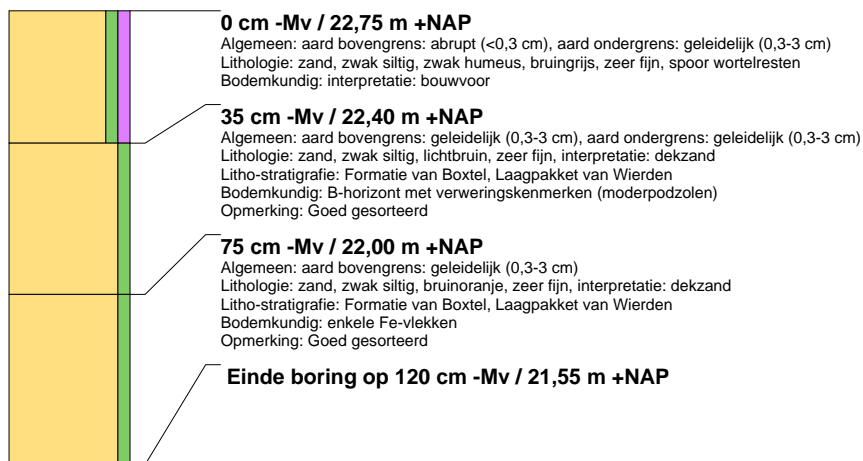 0 cm -Mv / 22,75 m +NAP
Algemeen: aard bovengrens: abrupt (<0,3 cm), aard ondergrens: geleidelijk (0,3-3 cm)
Lithologie: zand, zwak siltig, zwak humeus, bruingrijs, zeer fijn, spoor wortelresten
Bodemkundig: interpretatie: bouwvoor
35 cm -Mv / 22,40 m +NAP
Algemeen: aard bovengrens: geleidelijk (0,3-3 cm), aard ondergrens: geleidelijk (0,3-3 cm)
Lithologie: zand, zwak siltig, lichtbruin, zeer fijn, interpretatie: dekzand
Litho-stratigrafie: Formatie van Boxtel, Laagpakket van Wierden
Bodemkundig: B-horizont met verweringskenmerken (moderpodzolen)
Opmerking: Goed gesorteerd
75 cm -Mv / 22,00 m +NAP
Algemeen: aard bovengrens: geleidelijk (0,3-3 cm)
Lithologie: zand, zwak siltig, bruinoranje, zeer fijn, interpretatie: dekzand
Litho-stratigrafie: Formatie van Boxtel, Laagpakket van Wierden
Bodemkundig: enkele Fe-vlekken
Opmerking: Goed gesorteerd
Einde boring op 120 cm -Mv / 21,55 m +NAP